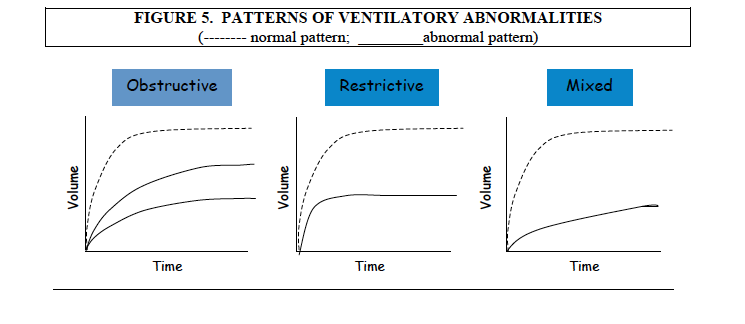 FIGURE 5. PATTERNS OF VENTILATORY ABNORMALITIES
(-------- normal pattern; _________abnormal pattern)
Obstructive
Restrictive
Mixed
Volume
Volume
Volume
Time
Time
Time